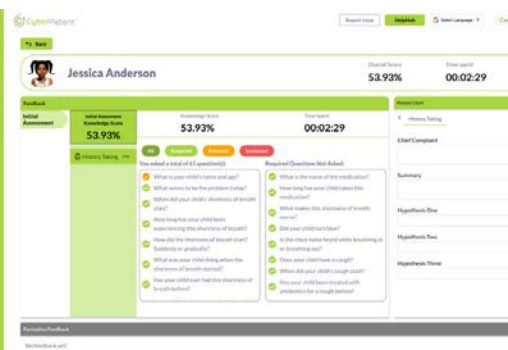 CyberPatient
Report Issue
HelpHub
Select Language
Back
Jessica Anderson
Overall Score
53.93%
Time spent
00:02:29
Feedback
Initial Assessment
Initial Assessment
Knowledge Score
53.93%
History Taking
Knowledge Score
53.93%
Time Spent
00:02:29
All
Required
You asked a total of 61 question(s)
What is your child's name and age?
What seems to be the problem today?
When did your child's shortness of breath start?
How long has your child been experiencing this shortness of breath?
How did the shortness of breath start? Suddenly or gradually?
What was your child doing when the shortness of breath started?
Has your child ever had this shortness of breath before?
Required Questions Not Asked:
What is the name of the medication?
How long has your child taken this medication?
What makes this shortness of breath worse?
Did your child turn blue?
Is the chest noise heard while breathing in or breathing out?
Does your child have a cough?
When did your child's cough start?
Has your child been treated with antibiotics for a cough before?
Patient Chart
History Taking
Chief Complaint
Summary
Hypothesis One
Hypothesis Two
Hypothesis Three
Formative Feedback
No feedback yet!